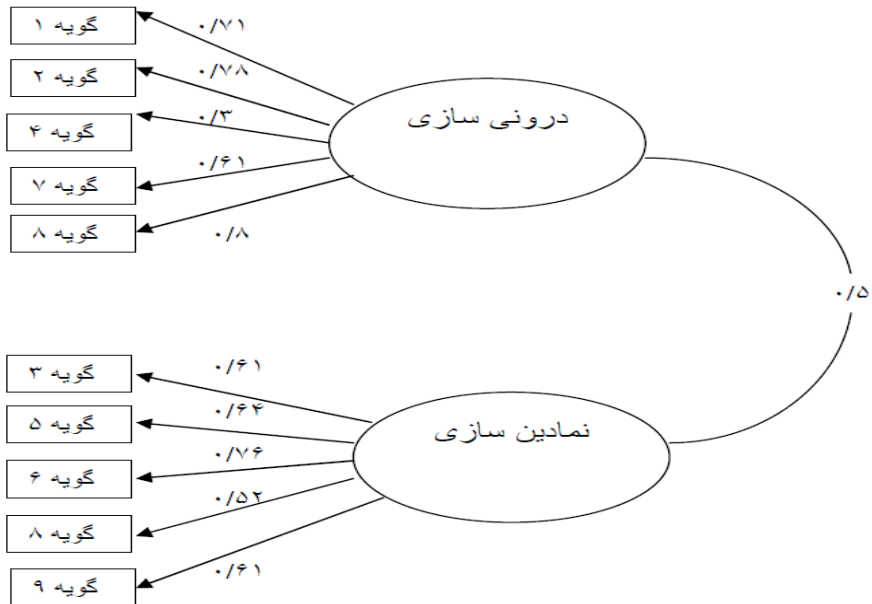 گویه ۱
۰/۷۱
گویه ۲
۰/۷۸
درونی سازی
گویه ۴
۰/۳
گویه ۷
۰/۶۱
گویه ۸
۰/۸
۰/۵
گویه ۳
۰/۶۱
گویه ۵
۰/۶۴
نمادین سازی
گویه ۶
۰/۷۶
گویه ۸
۰/۵۲
گویه ۹
۰/۶۱